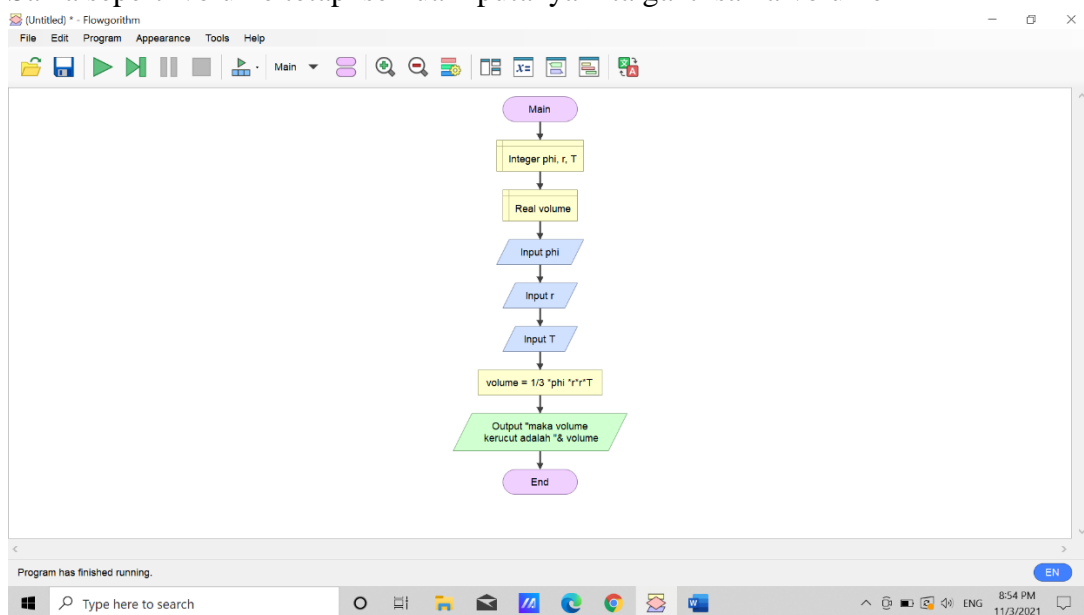 (Untitled) * - Flowgorithm
File Edit Program Appearance Tools Help
Main
x=
Main
Integer phi, r, T
Real volume
Input phi
Input r
Input T
volume = 1/3 *phi *r*r*T
Output "maka volume
kerucut adalah "& volume
End
Program has finished running.
EN
Type here to search
ENG
8:54 PM
11/3/2021